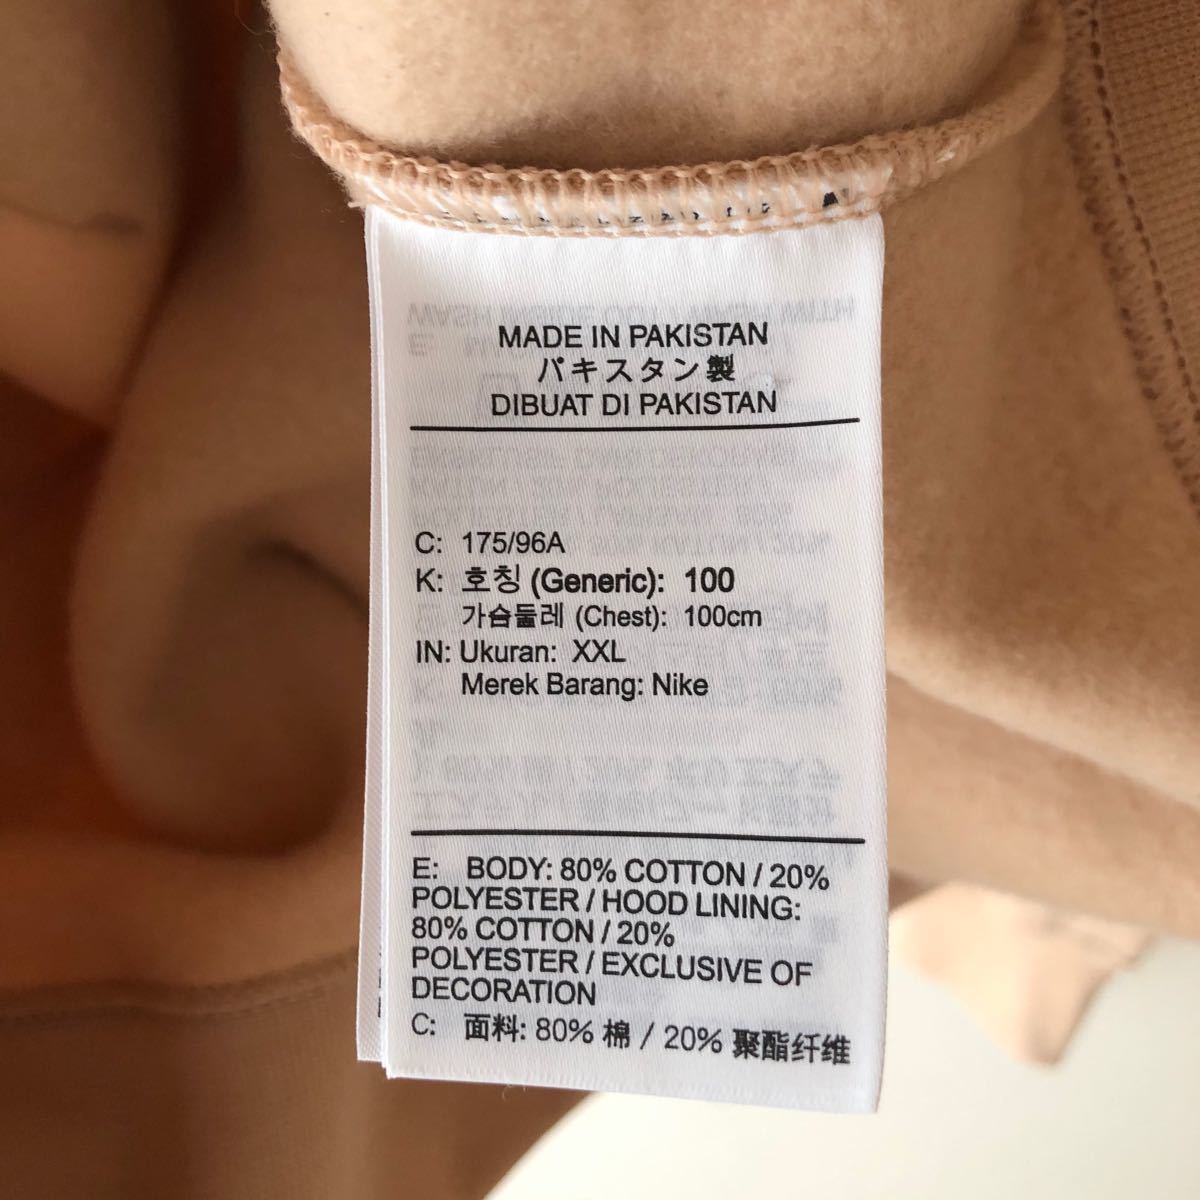 MADE IN PAKISTAN
パキスタン製
DIBUAT DI PAKISTAN
C: 175/96A
K: 호칭 (Generic): 100
가슴둘레 (Chest): 100cm
IN: Ukuran: XXL
Merek Barang: Nike
E: BODY: 80% COTTON / 20%
POLYESTER / HOOD LINING:
80% COTTON / 20%
POLYESTER / EXCLUSIVE OF
DECORATION
C: 面料: 80% 棉 / 20% 聚酯纤维